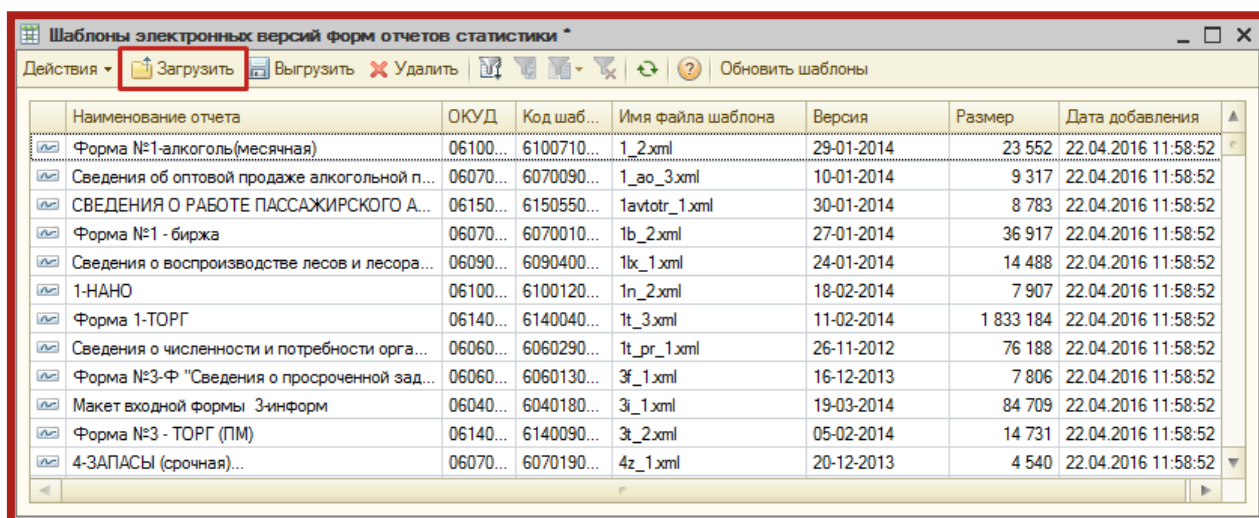 Шаблоны электронных версий форм отчетов статистики *
Действия Загрузить Выгрузить Удалить Обновить шаблоны
Наименование отчета ОКУД Код шаб... Имя файла шаблона Версия Размер Дата добавления
Форма №1-алкоголь(месячная) 06100... 6100710... 1_2.xml 29-01-2014 23 552 22.04.2016 11:58:52
Сведения об оптовой продаже алкогольной п... 06070... 6070090... 1_ao_3.xml 10-01-2014 9 317 22.04.2016 11:58:52
СВЕДЕНИЯ О РАБОТЕ ПАССАЖИРСКОГО А... 06150... 6150550... 1avtotr_1.xml 30-01-2014 8 783 22.04.2016 11:58:52
Форма №1 - биржа 06070... 6070010... 1b_2.xml 27-01-2014 36 917 22.04.2016 11:58:52
Сведения о воспроизводстве лесов и лесора... 06090... 6090400... 1lx_1.xml 24-01-2014 14 488 22.04.2016 11:58:52
1-НАНО 06100... 6100120... 1n_2.xml 18-02-2014 7 907 22.04.2016 11:58:52
Форма 1-ТОРГ 06140... 6140040... 1t_3.xml 11-02-2014 1 833 184 22.04.2016 11:58:52
Сведения о численности и потребности орга... 06060... 6060290... 1t_pr_1.xml 26-11-2012 76 188 22.04.2016 11:58:52
Форма №3-Ф "Сведения о просроченной зад... 06060... 6060130... 3f_1.xml 16-12-2013 7 806 22.04.2016 11:58:52
Макет входной формы 3-информ 06040... 6040180... 3i_1.xml 19-03-2014 84 709 22.04.2016 11:58:52
Форма №3 - ТОРГ (ПМ) 06140... 6140090... 3t_2.xml 05-02-2014 14 731 22.04.2016 11:58:52
4-ЗАПАСЫ (срочная)... 06070... 6070190... 4z_1.xml 20-12-2013 4 540 22.04.2016 11:58:52